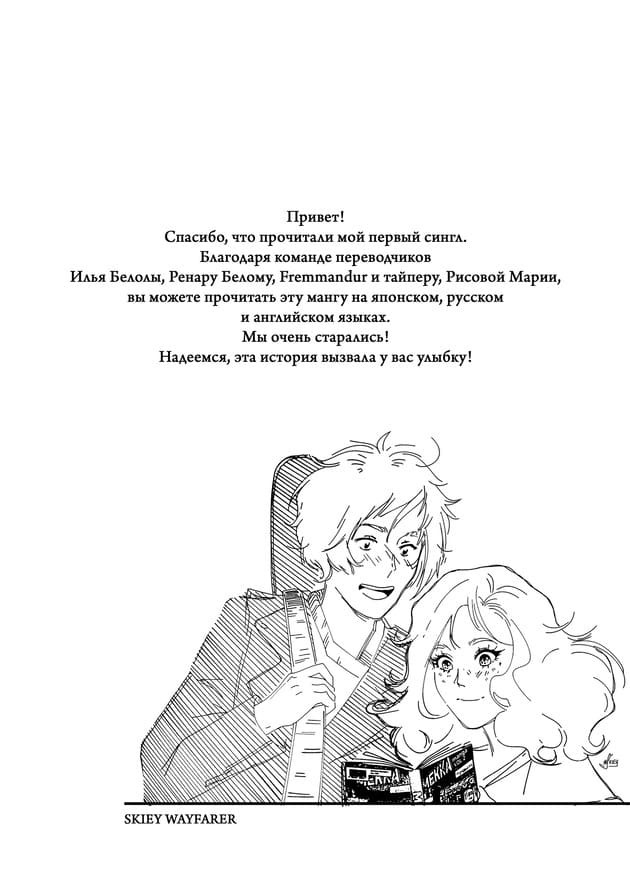 Привет!
Спасибо, что прочитали мой первый сингл.
Благодаря команде переводчиков
Илья Белолы, Ренару Белому, Fremmandur и тайперу, Рисовой Марии,
вы можете прочитать эту мангу на японском, русском
и английском языках.
Мы очень старались!
Надеемся, эта история вызвала у вас улыбку!
SKIEY WAYFARER